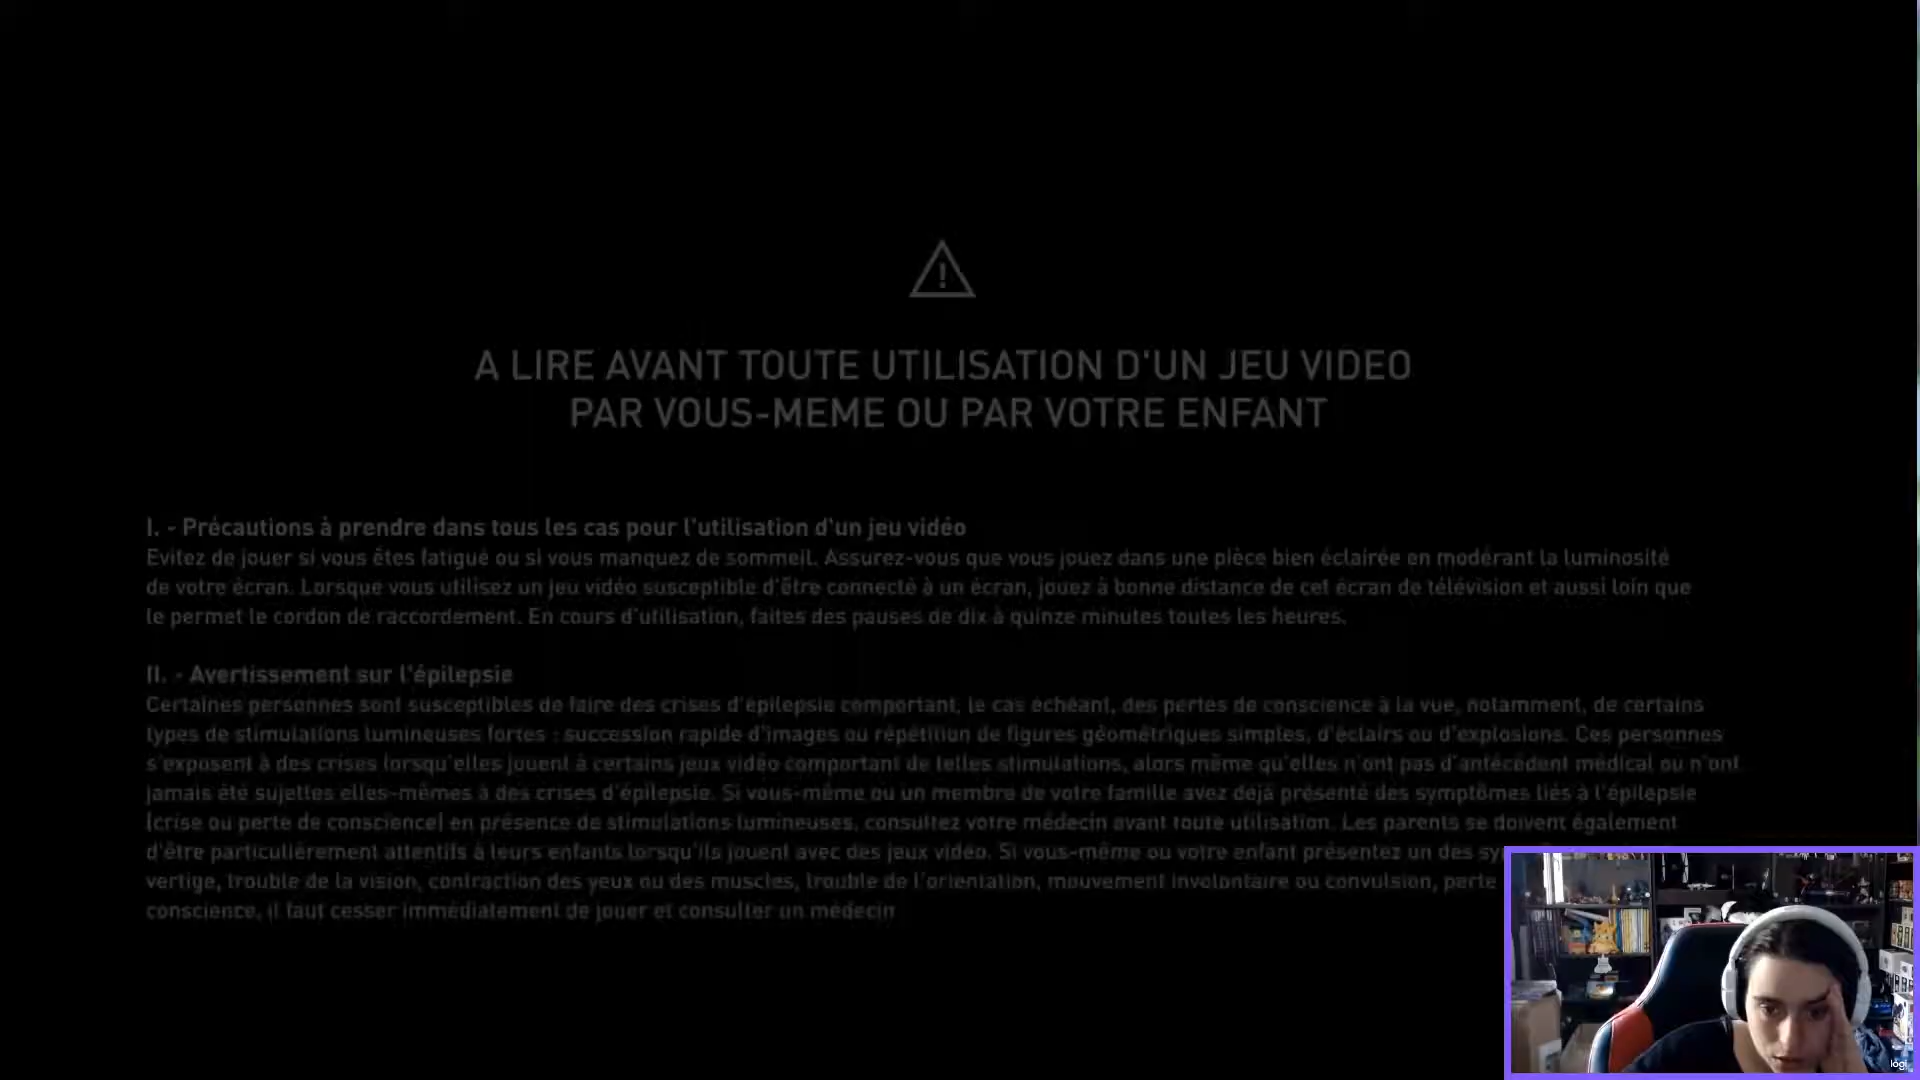 A LIRE AVANT TOUTE UTILISATION D'UN JEU VIDEO
PAR VOUS-MEME OU PAR VOTRE ENFANT
I. - Précautions à prendre dans tous les cas pour l'utilisation d'un jeu vidéo
Evitez de jouer si vous êtes fatigué ou si vous manquez de sommeil. Assurez-vous que vous jouez dans une pièce bien éclairée en modérant la luminosité
de votre écran. Lorsque vous utilisez un jeu vidéo susceptible d'être connecté à un écran, jouez à bonne distance de cet écran de télévision et aussi loin que
le permet le cordon de raccordement. En cours d'utilisation, faites des pauses de dix à quinze minutes toutes les heures.
II. - Avertissement sur l'épilepsie
Certaines personnes sont susceptibles de faire des crises d'épilepsie comportant, le cas échéant, des pertes de conscience à la vue, notamment, de certains
types de stimulations lumineuses fortes : succession rapide d'images ou répétition de figures géométriques simples, d'éclairs ou d'explosions. Ces personnes
s'exposent à des crises lorsqu'elles jouent à certains jeux vidéo comportant de telles stimulations, alors même qu'elles n'ont pas d'antécédent médical ou n'ont
jamais été sujettes elles-mêmes à des crises d'épilepsie. Si vous-même ou un membre de votre famille avez déjà présenté des symptômes liés à l'épilepsie
(crise ou perte de conscience) en présence de stimulations lumineuses, consultez votre médecin avant toute utilisation. Les parents se doivent également
d'être particulièrement attentifs à leurs enfants lorsqu'ils jouent avec des jeux vidéo. Si vous-même ou votre enfant présentez un des sy
vertige, trouble de la vision, contraction des yeux ou des muscles, trouble de l'orientation, mouvement involontaire ou convulsion, perte
conscience, il faut cesser immédiatement de jouer et consulter un médecin
logi